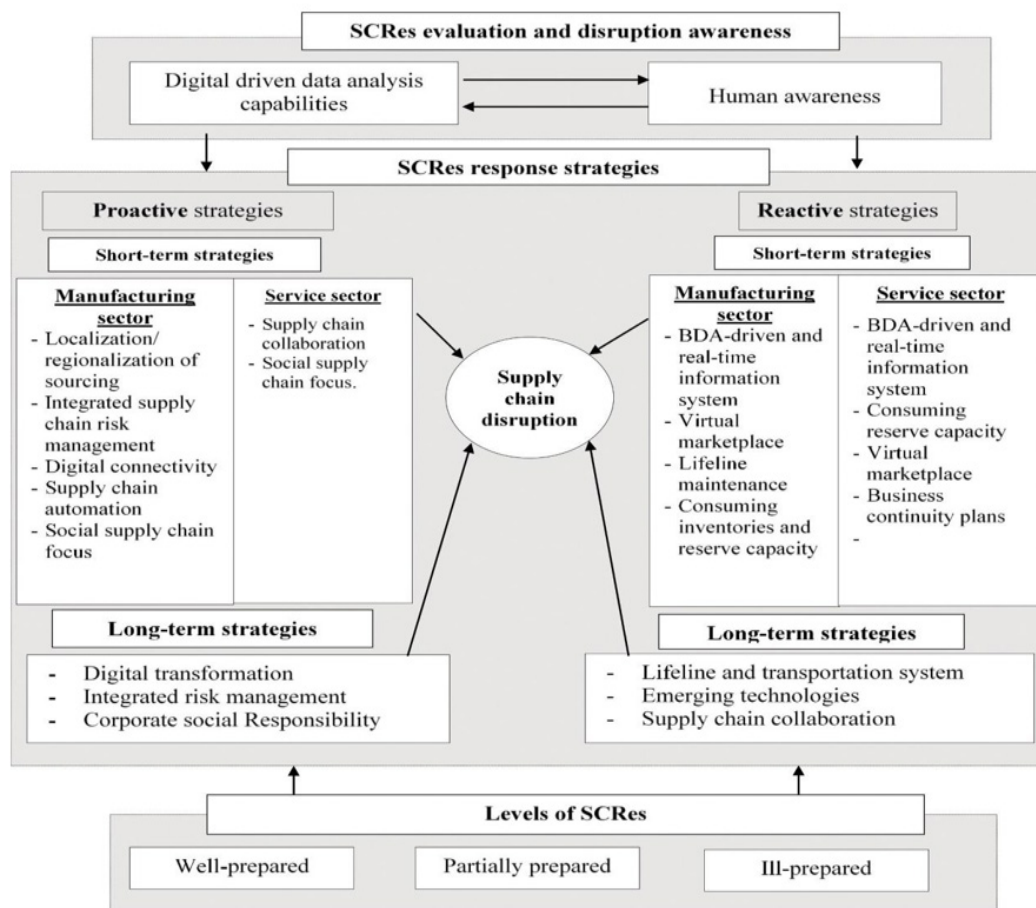 SCRes evaluation and disruption awareness
Digital driven data analysis
capabilities
Human awareness
SCRes response strategies
Proactive strategies
Short-term strategies
Manufacturing
sector
- Localization/
regionalization of
sourcing
- Integrated supply
chain risk
management
- Digital connectivity
- Supply chain
automation
- Social supply chain
focus
Service sector
- Supply chain
collaboration
- Social supply
chain focus.
Long-term strategies
- Digital transformation
- Integrated risk management
- Corporate social Responsibility
Supply
chain
disruption
Reactive strategies
Short-term strategies
Manufacturing
sector
- BDA-driven and
real-time
information
system
- Virtual
marketplace
- Lifeline
maintenance
- Consuming
inventories and
reserve capacity
Service sector
- BDA-driven and
real-time
information
system
- Consuming
reserve capacity
- Virtual
marketplace
- Business
continuity plans
-
Long-term strategies
- Lifeline and transportation system
- Emerging technologies
- Supply chain collaboration
Levels of SCRes
Well-prepared
Partially prepared
Ill-prepared